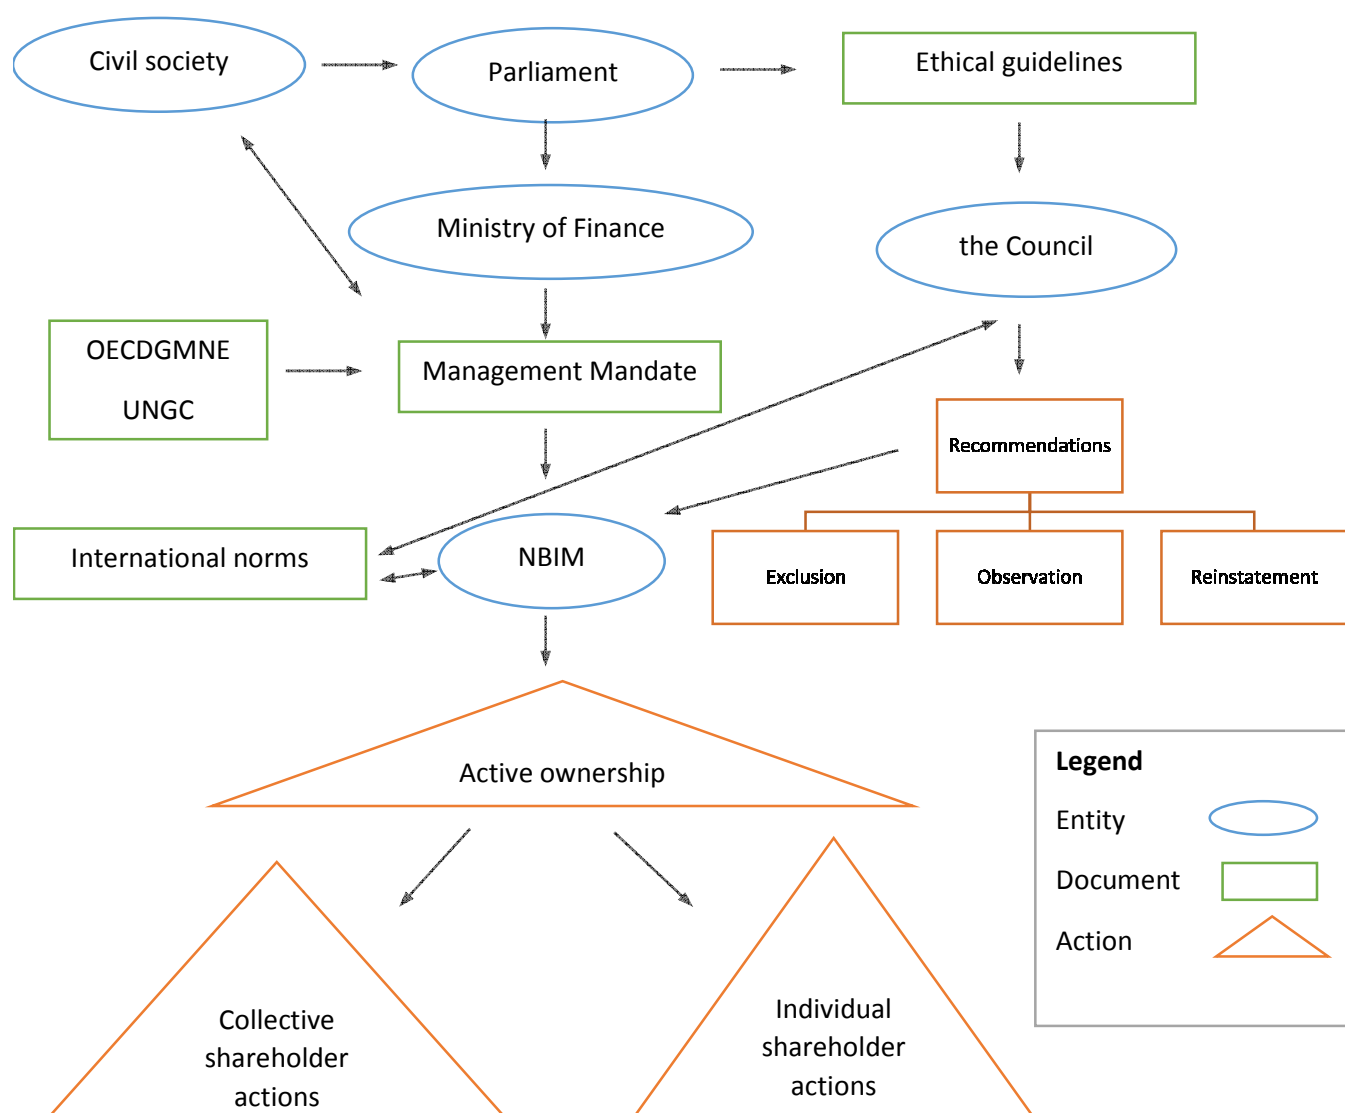 Civil society
Parliament
Ethical guidelines
Ministry of Finance
the Council
OECDGMNE
UNGC
Management Mandate
Recommendations
International norms
NBIM
Exclusion
Observation
Reinstatement
Active ownership
Legend
Entity
Document
Action
Collective
shareholder
actions
Individual
shareholder
actions